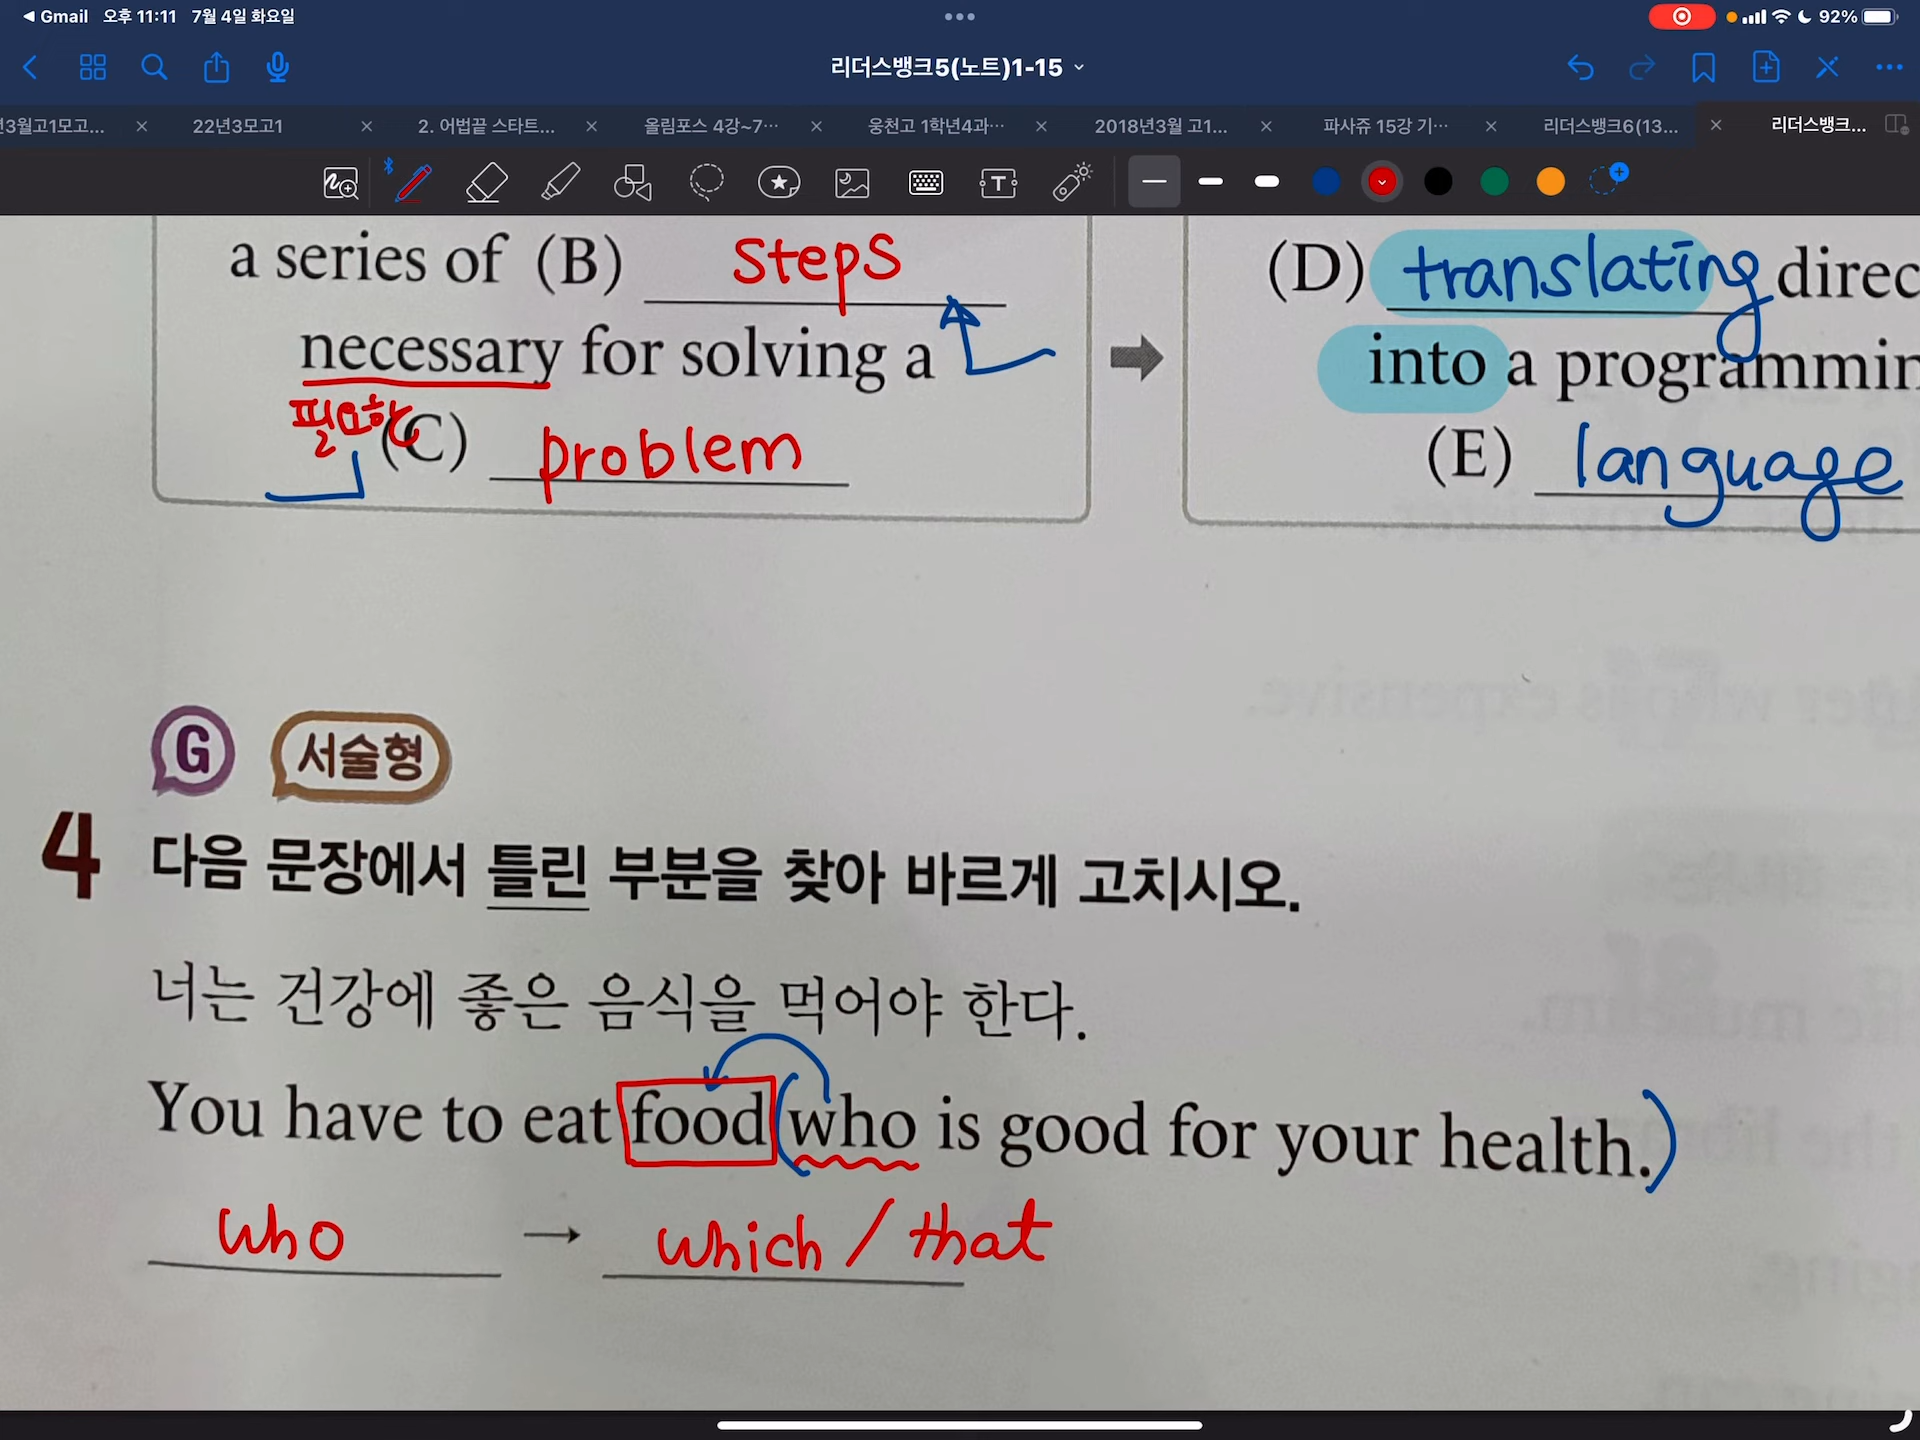 ◀ Gmail 오후 11:11 7월 4일 화요일
92%
리더스뱅크5(노트)1-15
년3월고1모고... 22년3모고1 2. 어법끝 스타트... 올림포스 4강~7... 웅천고 1학년4과... 2018년3월 고1... 파사쥬 15강 기... 리더스뱅크6(13... 리더스뱅크...
a series of (B) steps
necessary for solving a
필요한
(C) problem
(D) translating direc
into a programmin
(E) language
G 서술형
4 다음 문장에서 틀린 부분을 찾아 바르게 고치시오.
너는 건강에 좋은 음식을 먹어야 한다.
You have to eat food (who is good for your health.)
who → which / that